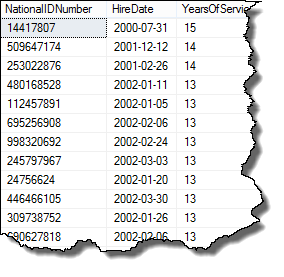 NationalIDNumber HireDate YearsOfServic
14417807 2000-07-31 15
509647174 2001-12-12 14
253022876 2001-02-26 14
480168528 2002-01-11 13
112457891 2002-01-05 13
695256908 2002-02-06 13
998320692 2002-02-24 13
245797967 2002-03-03 13
24756624 2002-01-20 13
446466105 2002-03-30 13
309738752 2002-01-26 13
690627818 2002-02-06 13